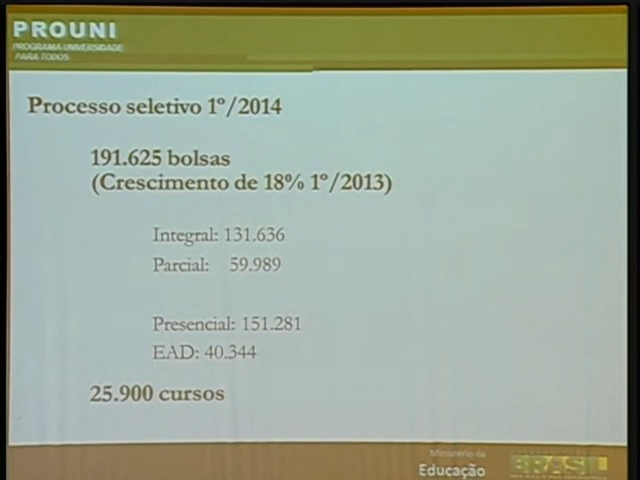 PROUNI
PROGRAMA UNIVERSIDADE
PARA TODOS
Processo seletivo 1º/2014
191.625 bolsas
(Crescimento de 18% 1º/2013)
Integral: 131.636
Parcial: 59.989
Presencial: 151.281
EAD: 40.344
25.900 cursos
Ministério da
Educação
BRASIL